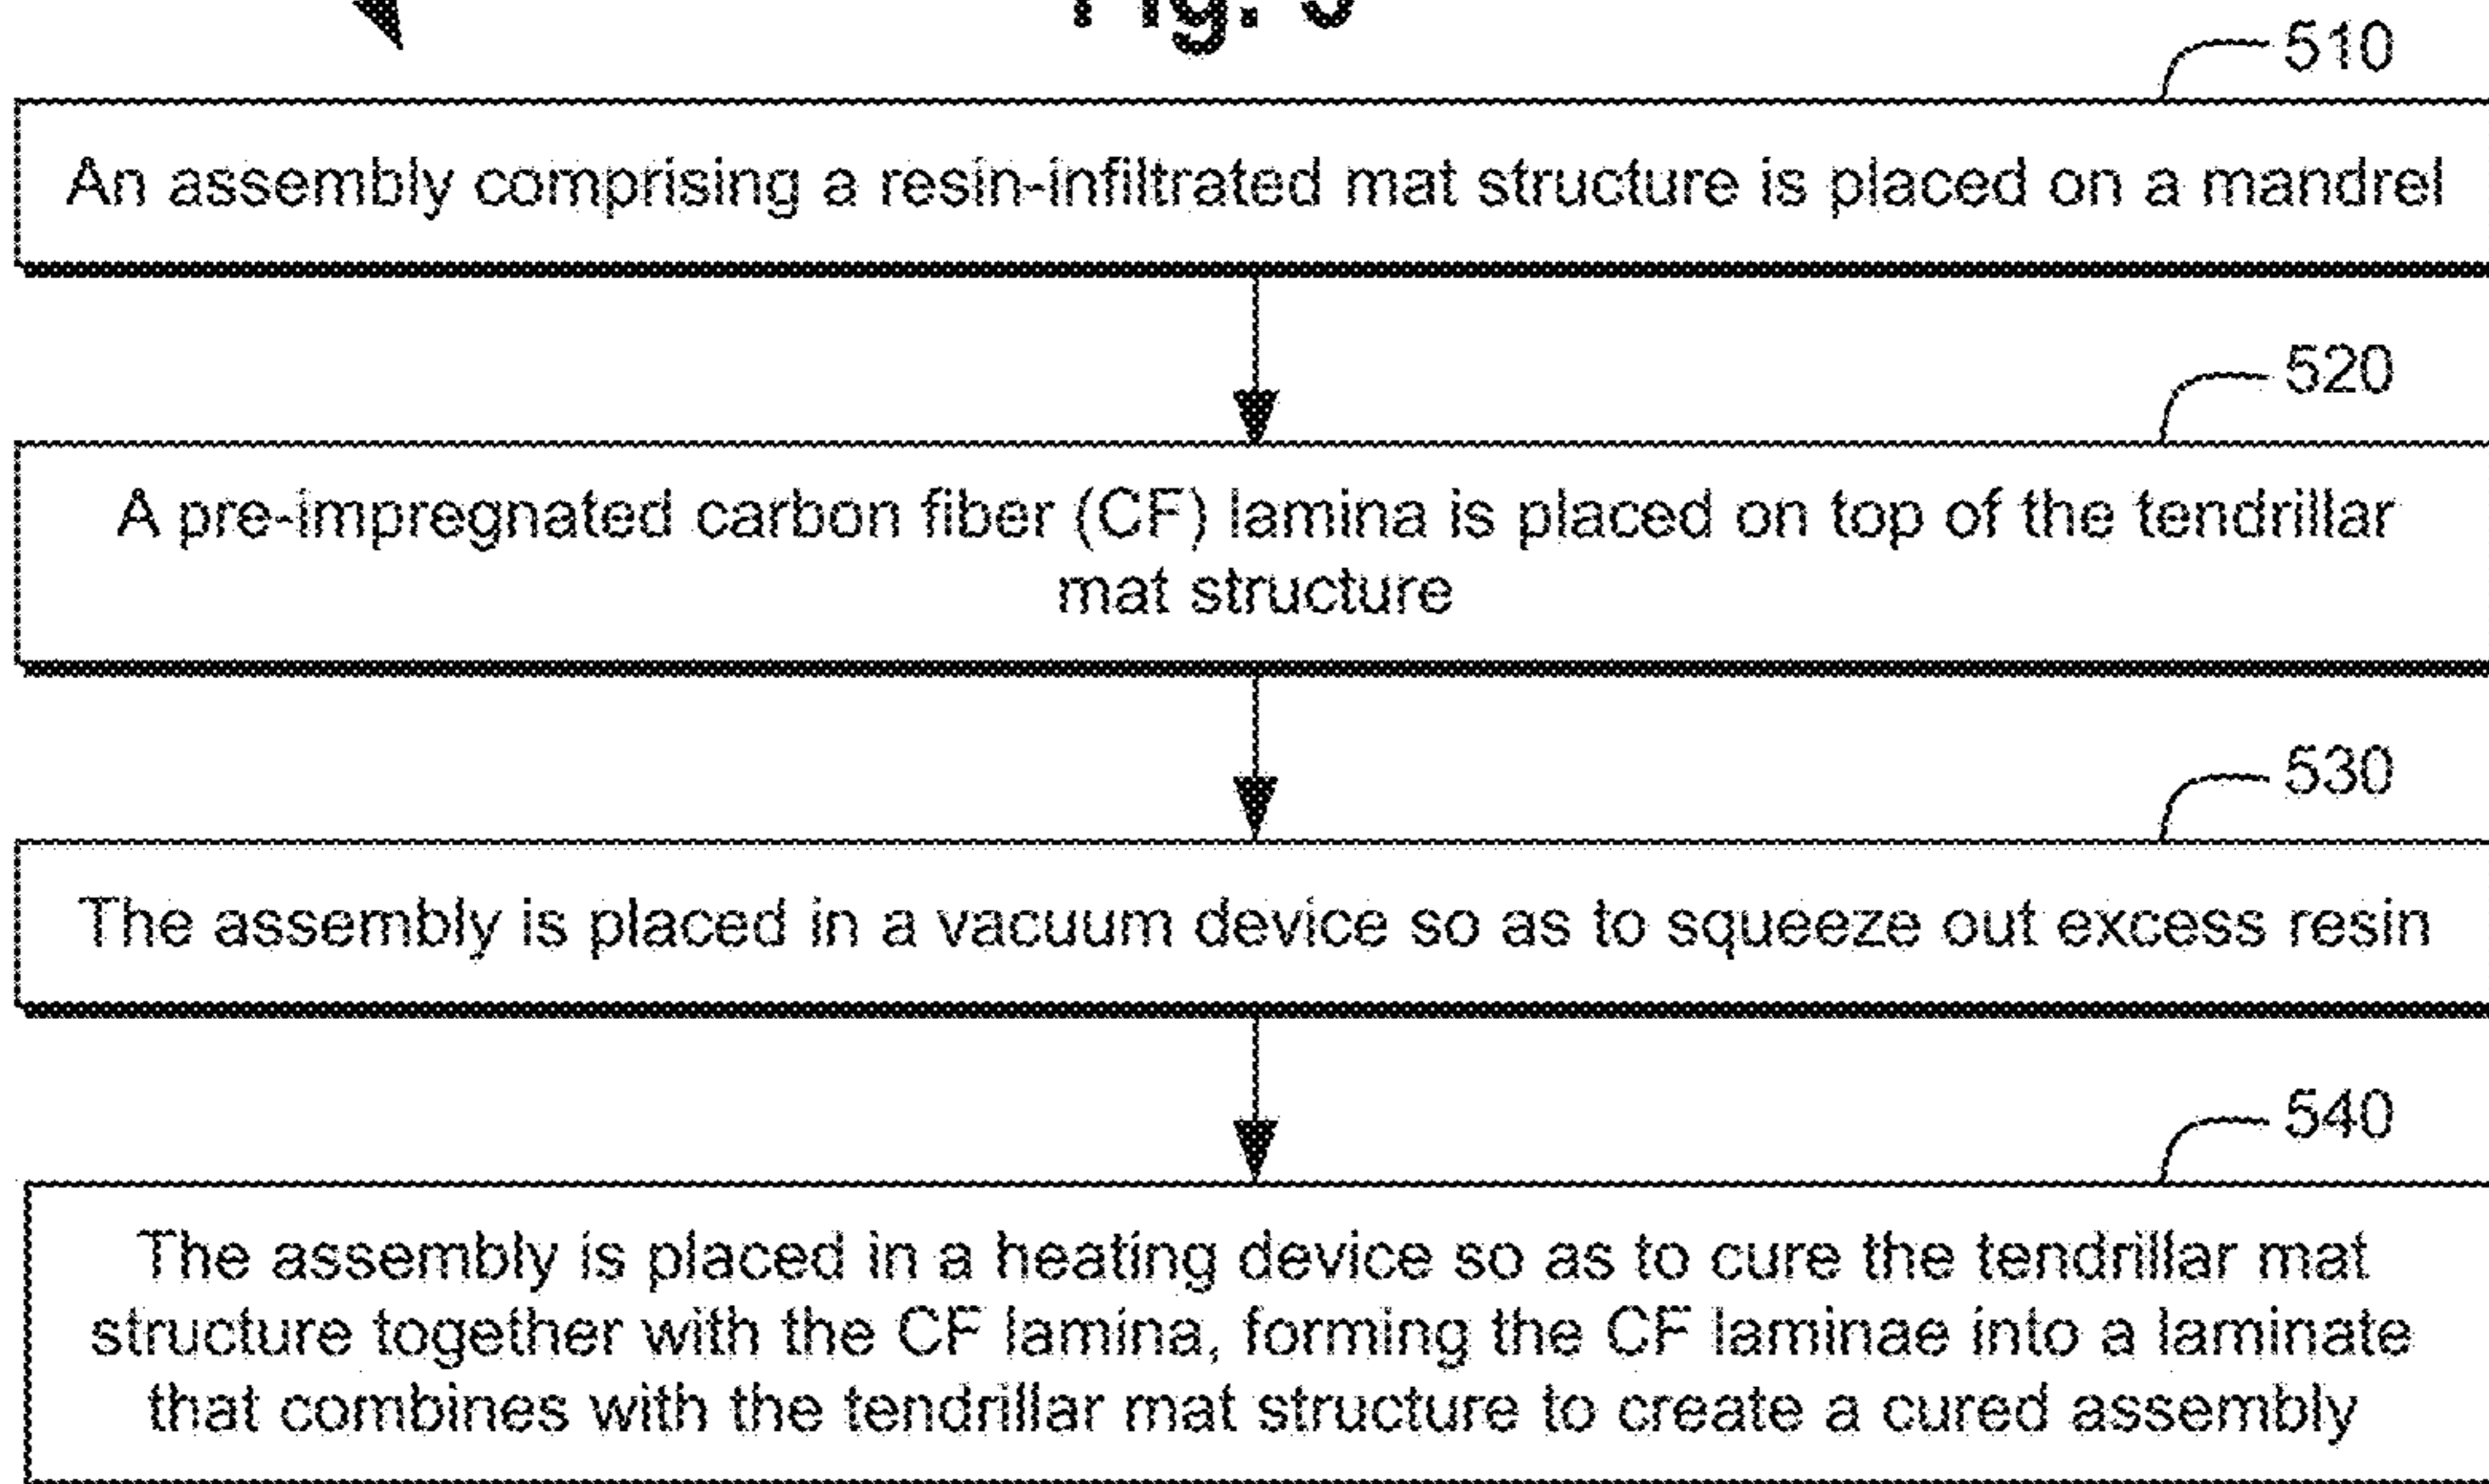 Fig.
510
An assembly comprising a resin-infiltrated mat structure is placed on a mandrel
520
A pre-impregnated carbon fiber (CF) lamina is placed on top of the tendrillar
mat structure
530
The assembly is placed in a vacuum device so as to squeeze out excess resin
540
The assembly is placed in a heating device so as to cure the tendrillar mat
structure together with the CF lamina, forming the CF laminae into a laminate
that combines with the tendrillar mat structure to create a cured assembly